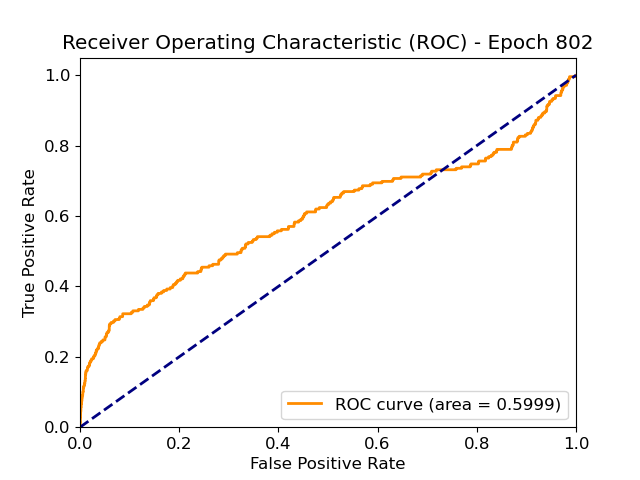 Receiver Operating Characteristic (ROC) - Epoch 802
True Positive Rate
1.0
0.8
0.6
0.4
0.2
0.0
ROC curve (area = 0.5999)
0.0 0.2 0.4 0.6 0.8 1.0
False Positive Rate